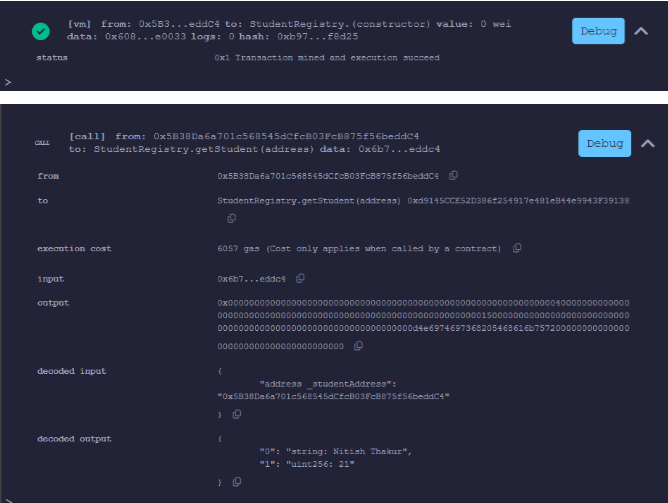 [vm] from: 0x5B3...eddC4 to: StudentRegistry.(constructor) value: 0 wei
data: 0x608...e0033 logs: 0 hash: 0xb97...f8d25
Debug
status 0x1 Transaction mined and execution succeed
>
CALL
[call] from: 0x5B38Da6a701c568545dCfcB03FcB875f56beddC4
to: StudentRegistry.getStudent(address) data: 0x6b7...eddc4
Debug
from 0x5B38Da6a701c568545dCfcB03FcB875f56beddC4
to StudentRegistry.getStudent(address) 0xd9145CCE52D386f254917e481eB44e9943F39138
execution cost 6057 gas (Cost only applies when called by a contract)
input 0x6b7...eddc4
output
decoded input {
"address _studentAddress":
"0x5B38Da6a701c568545dCfcB03FcB875f56beddC4"
}
decoded output {
"0": "string: Nitish Thakur",
"1": "uint256: 21"
}
>